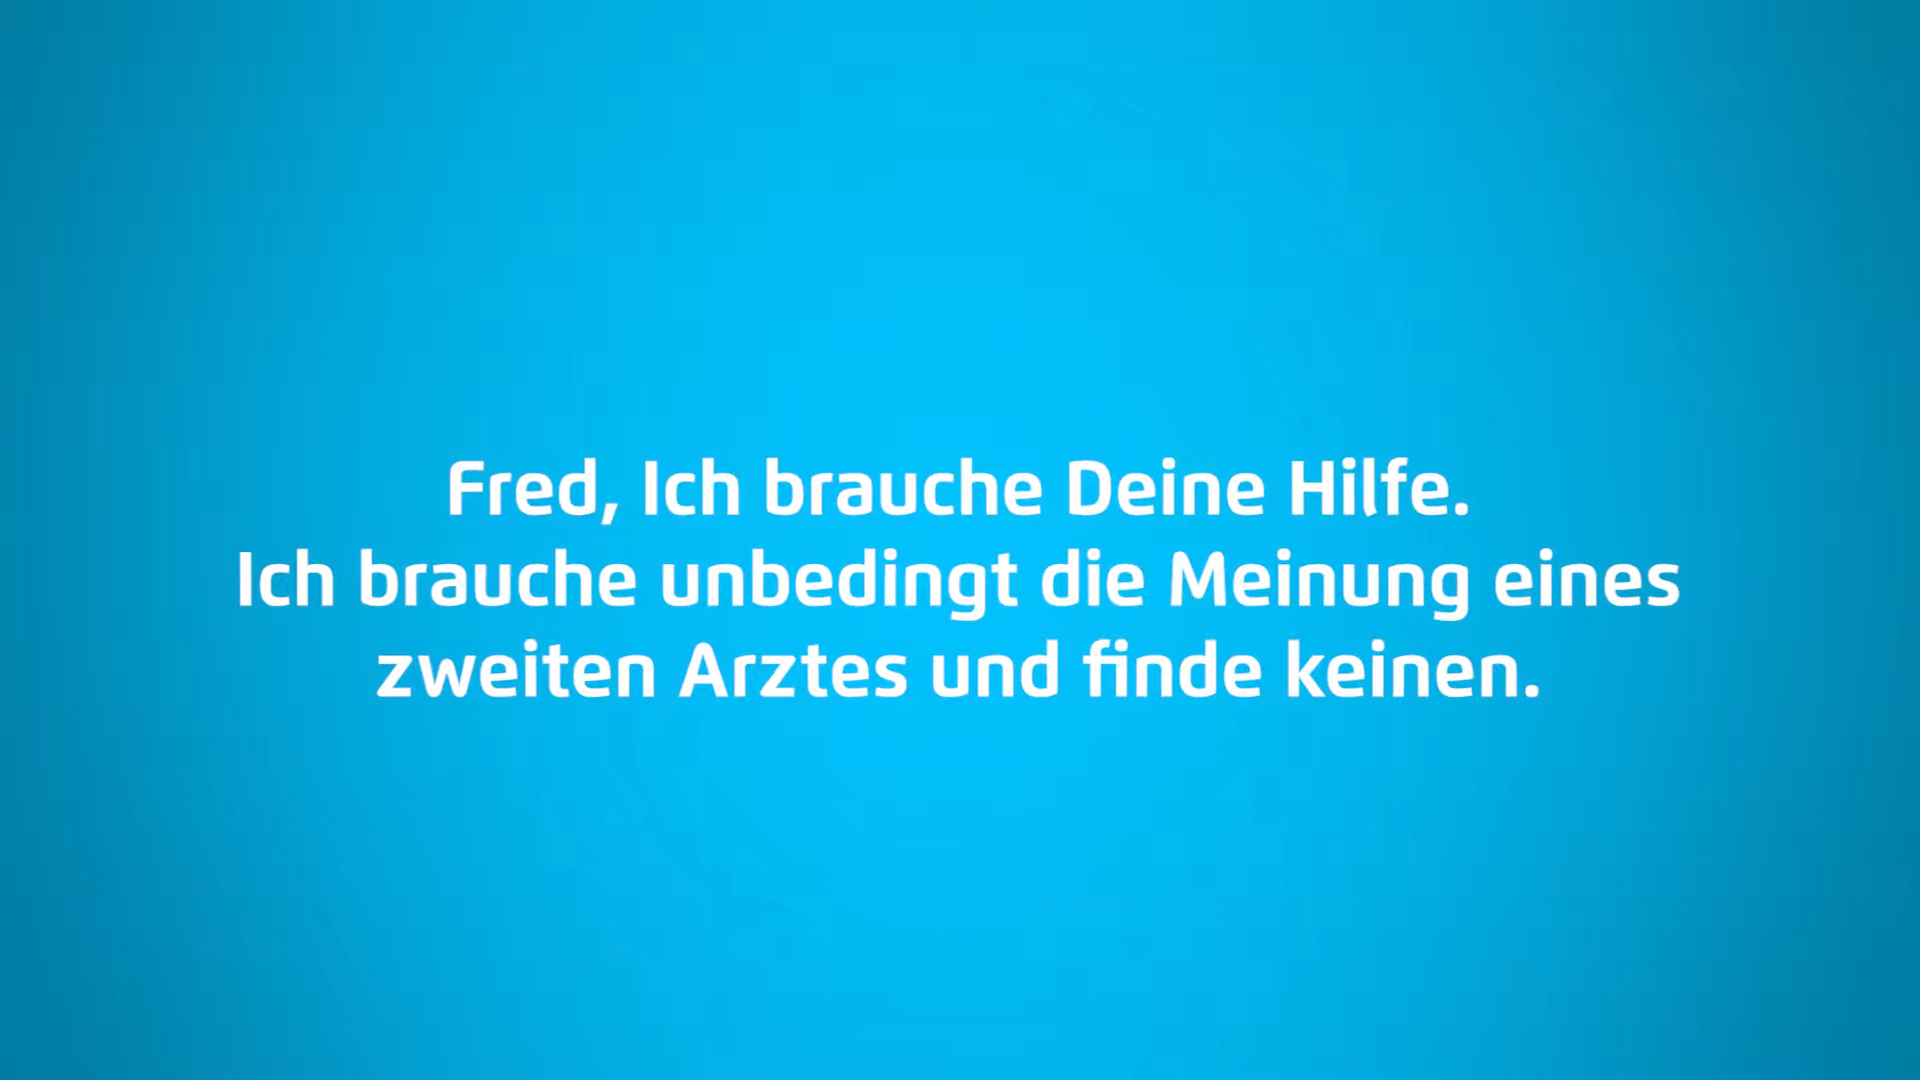 Fred, Ich brauche Deine Hilfe.
Ich brauche unbedingt die Meinung eines
zweiten Arztes und finde keinen.